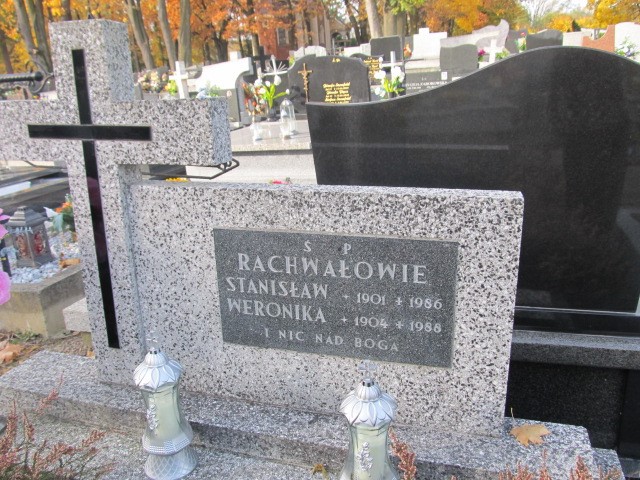 S P
RACHWAŁOWIE
STANISŁAW * 1901 + 1986
WERONIKA * 1904 + 1988
I NIC NAD BOGA